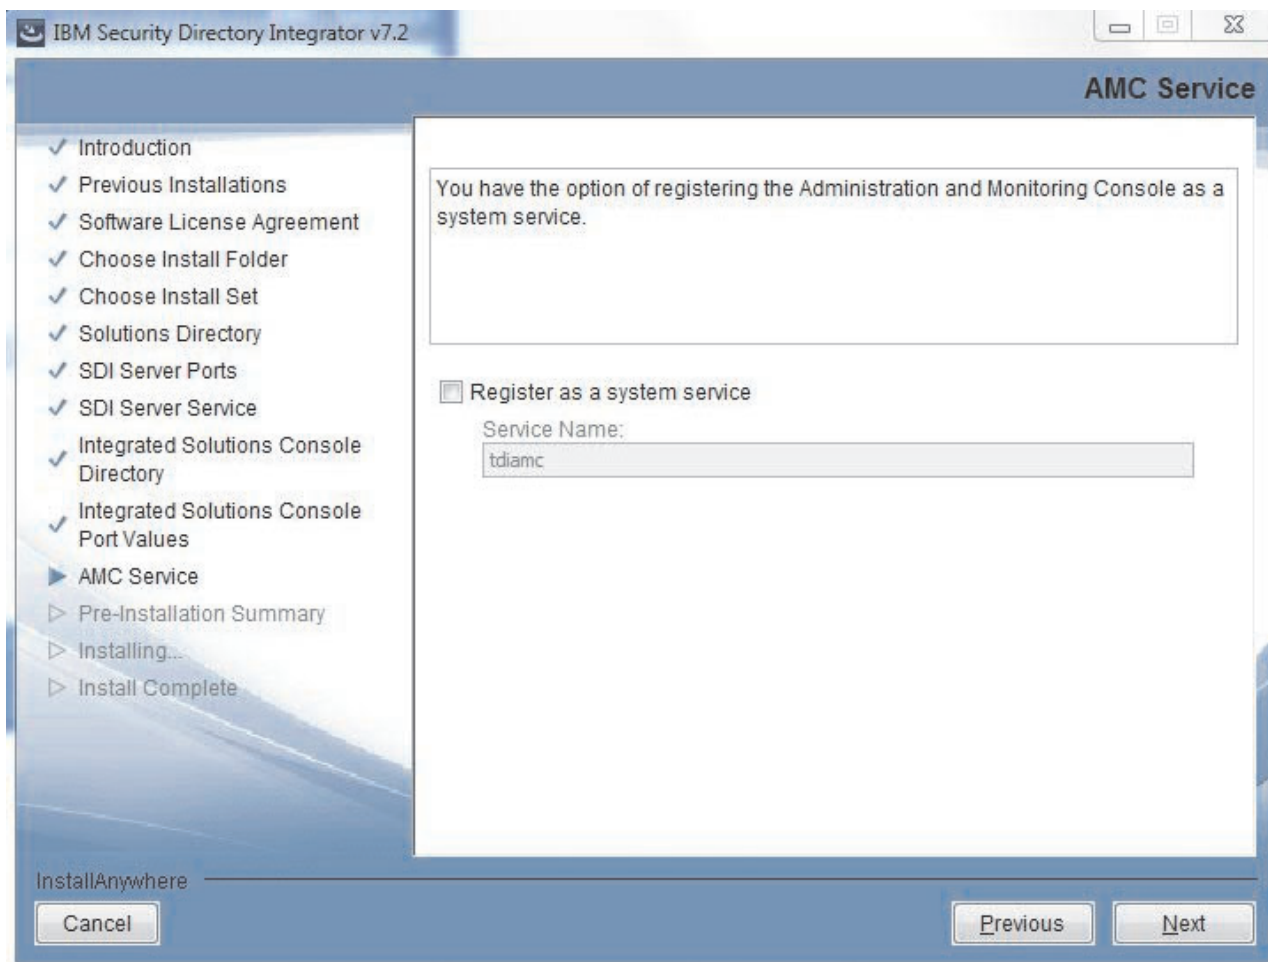 IBM Security Directory Integrator v7.2
AMC Service
Introduction
Previous Installations
Software License Agreement
Choose Install Folder
Choose Install Set
Solutions Directory
SDI Server Ports
SDI Server Service
Integrated Solutions Console
Directory
Integrated Solutions Console
Port Values
AMC Service
Pre-Installation Summary
Installing...
Install Complete
You have the option of registering the Administration and Monitoring Console as a
system service.
Register as a system service
Service Name:
tdiamc
InstallAnywhere
Cancel
Previous
Next